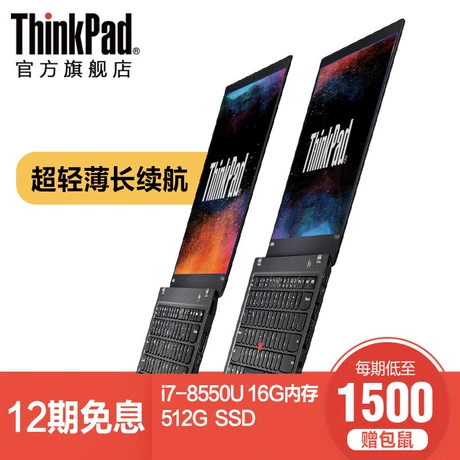 ThinkPad®
官方旗舰店
超轻薄长续航
ThinkPad
ThinkPad
12期免息
i7-8550U 16G内存
512G SSD
每期低至
1500
赠包鼠